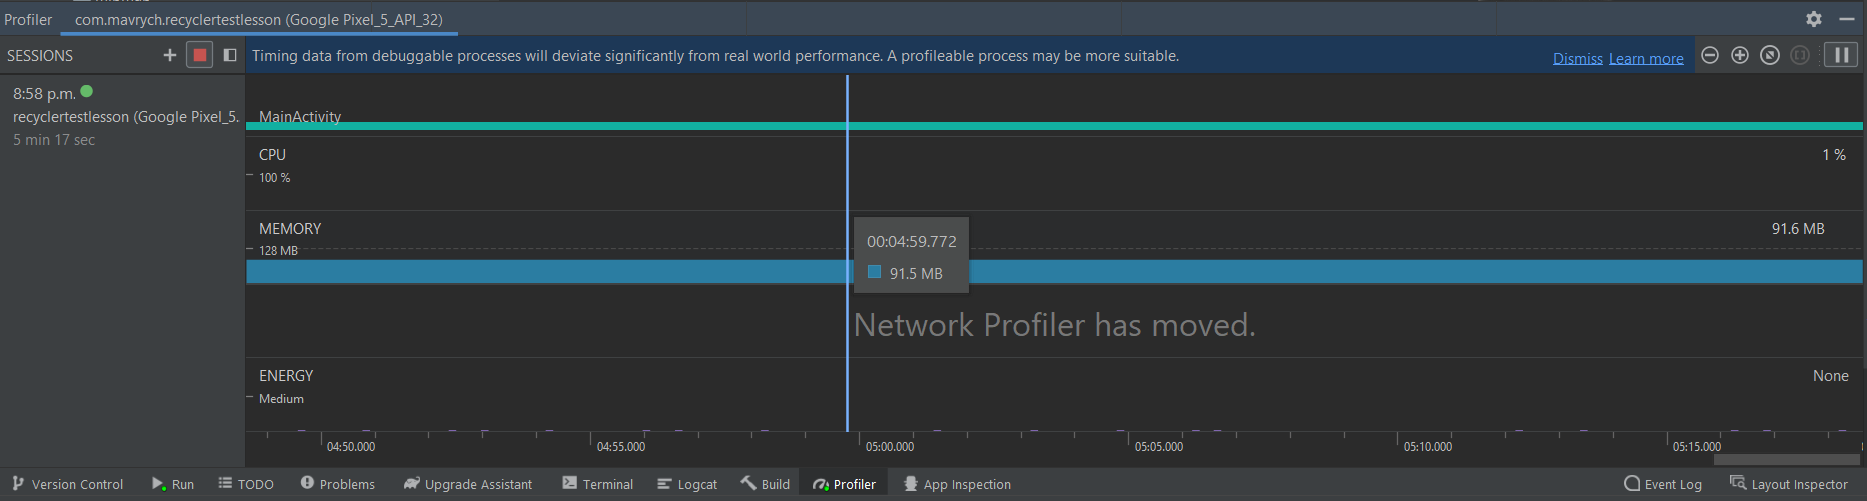 Profiler com.mavrych.recyclertestlesson (Google Pixel_5_API_32)
SESSIONS
Timing data from debuggable processes will deviate significantly from real world performance. A profileable process may be more suitable. Dismiss Learn more
8:58 p.m.
recyclertestlesson (Google Pixel_5...
5 min 17 sec
MainActivity
CPU 1 %
100 %
MEMORY 91.6 MB
128 MB
00:04:59.772
91.5 MB
Network Profiler has moved.
ENERGY None
Medium
04:50.000 04:55.000 05:00.000 05:05.000 05:10.000 05:15.000
Version Control Run TODO Problems Upgrade Assistant Terminal Logcat Build Profiler App Inspection Event Log Layout Inspector